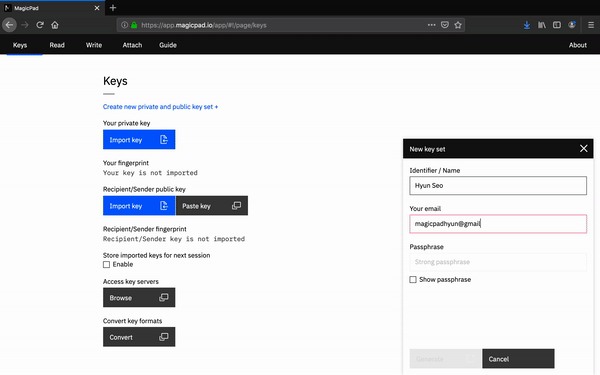 MagicPad
https://app.magicpad.io/app/#!/page/keys
Keys Read Write Attach Guide About
Keys
Create new private and public key set +
Your private key
Import key
Your fingerprint
Your key is not imported
Recipient/Sender public key
Import key Paste key
Recipient/Sender fingerprint
Recipient/Sender key is not imported
Store imported keys for next session
Enable
Access key servers
Browse
Convert key formats
Convert
New key set
Identifier / Name
Hyun Seo
Your email
magicpadhyun@gmail
Passphrase
Strong passphrase
Show passphrase
Cancel